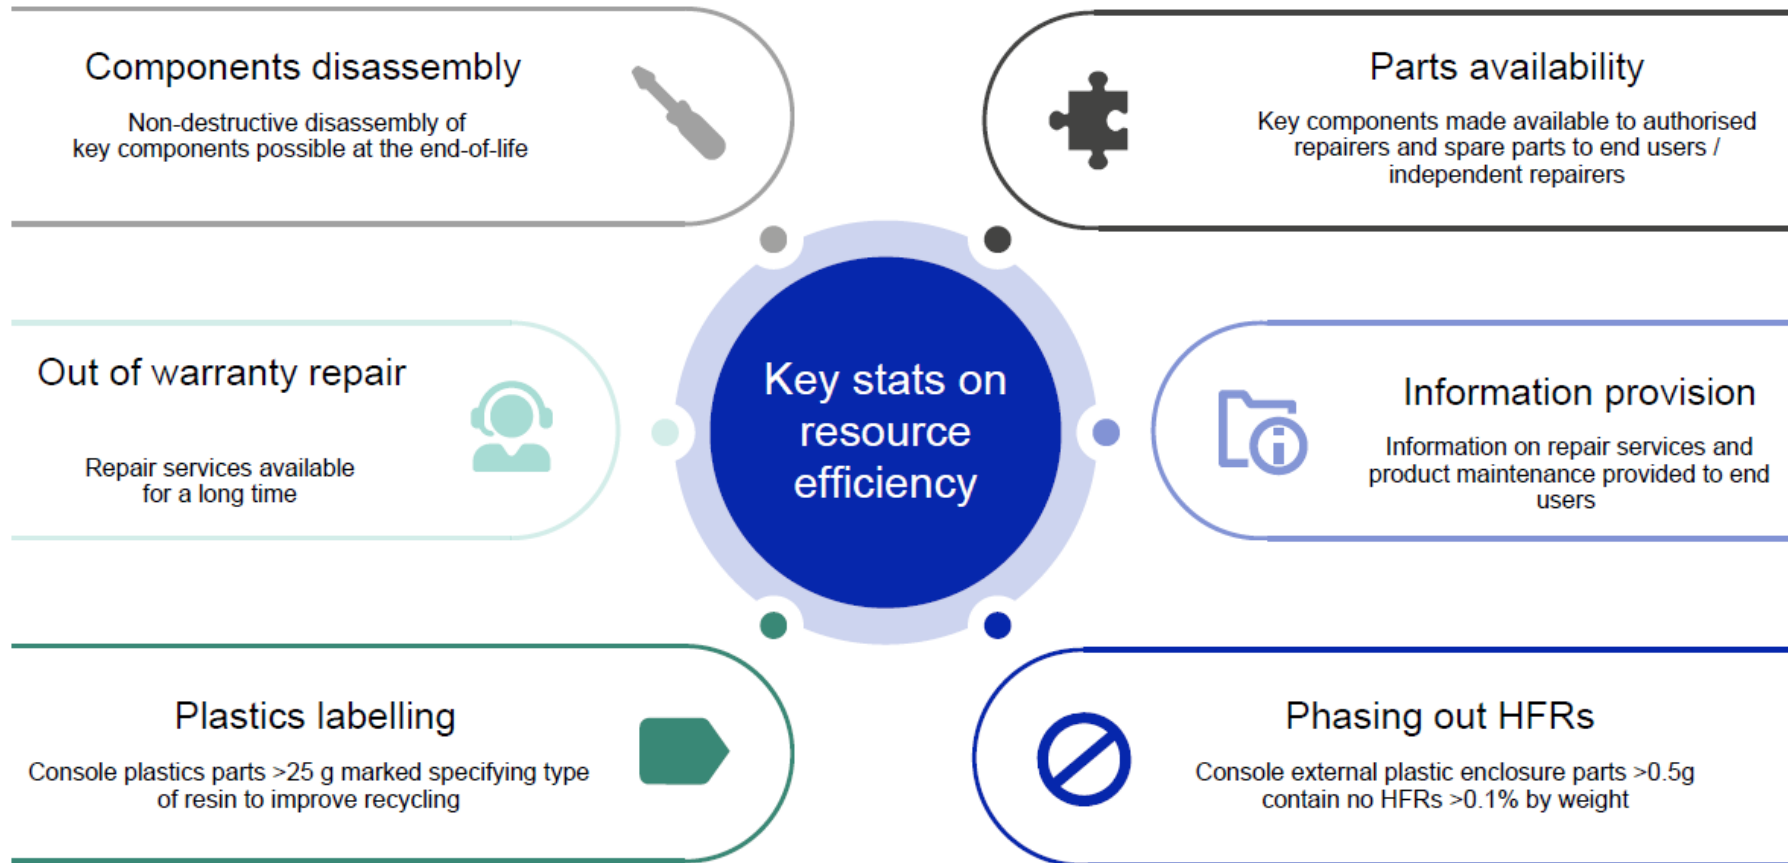 Components disassembly
Non-destructive disassembly of
key components possible at the end-of-life
Parts availability
Key components made available to authorised
repairers and spare parts to end users /
independent repairers
Out of warranty repair
Repair services available
for a long time
Key stats on
resource
efficiency
Information provision
Information on repair services and
product maintenance provided to end
users
Plastics labelling
Console plastics parts >25 g marked specifying type
of resin to improve recycling
Phasing out HFRs
Console external plastic enclosure parts >0.5g
contain no HFRs >0.1% by weight